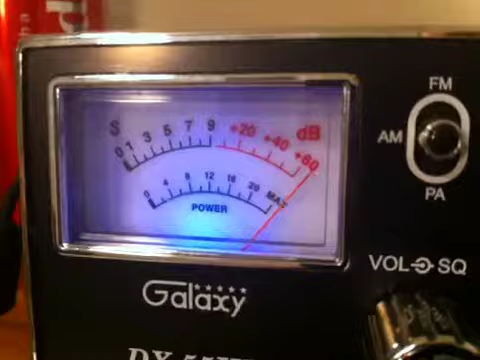 FM
S 0 1 3 5 7 9 +20 +40 +60 dB
AM
0 4 8 12 16 20 MAX
PA
POWER
VOL SQ
Galaxy